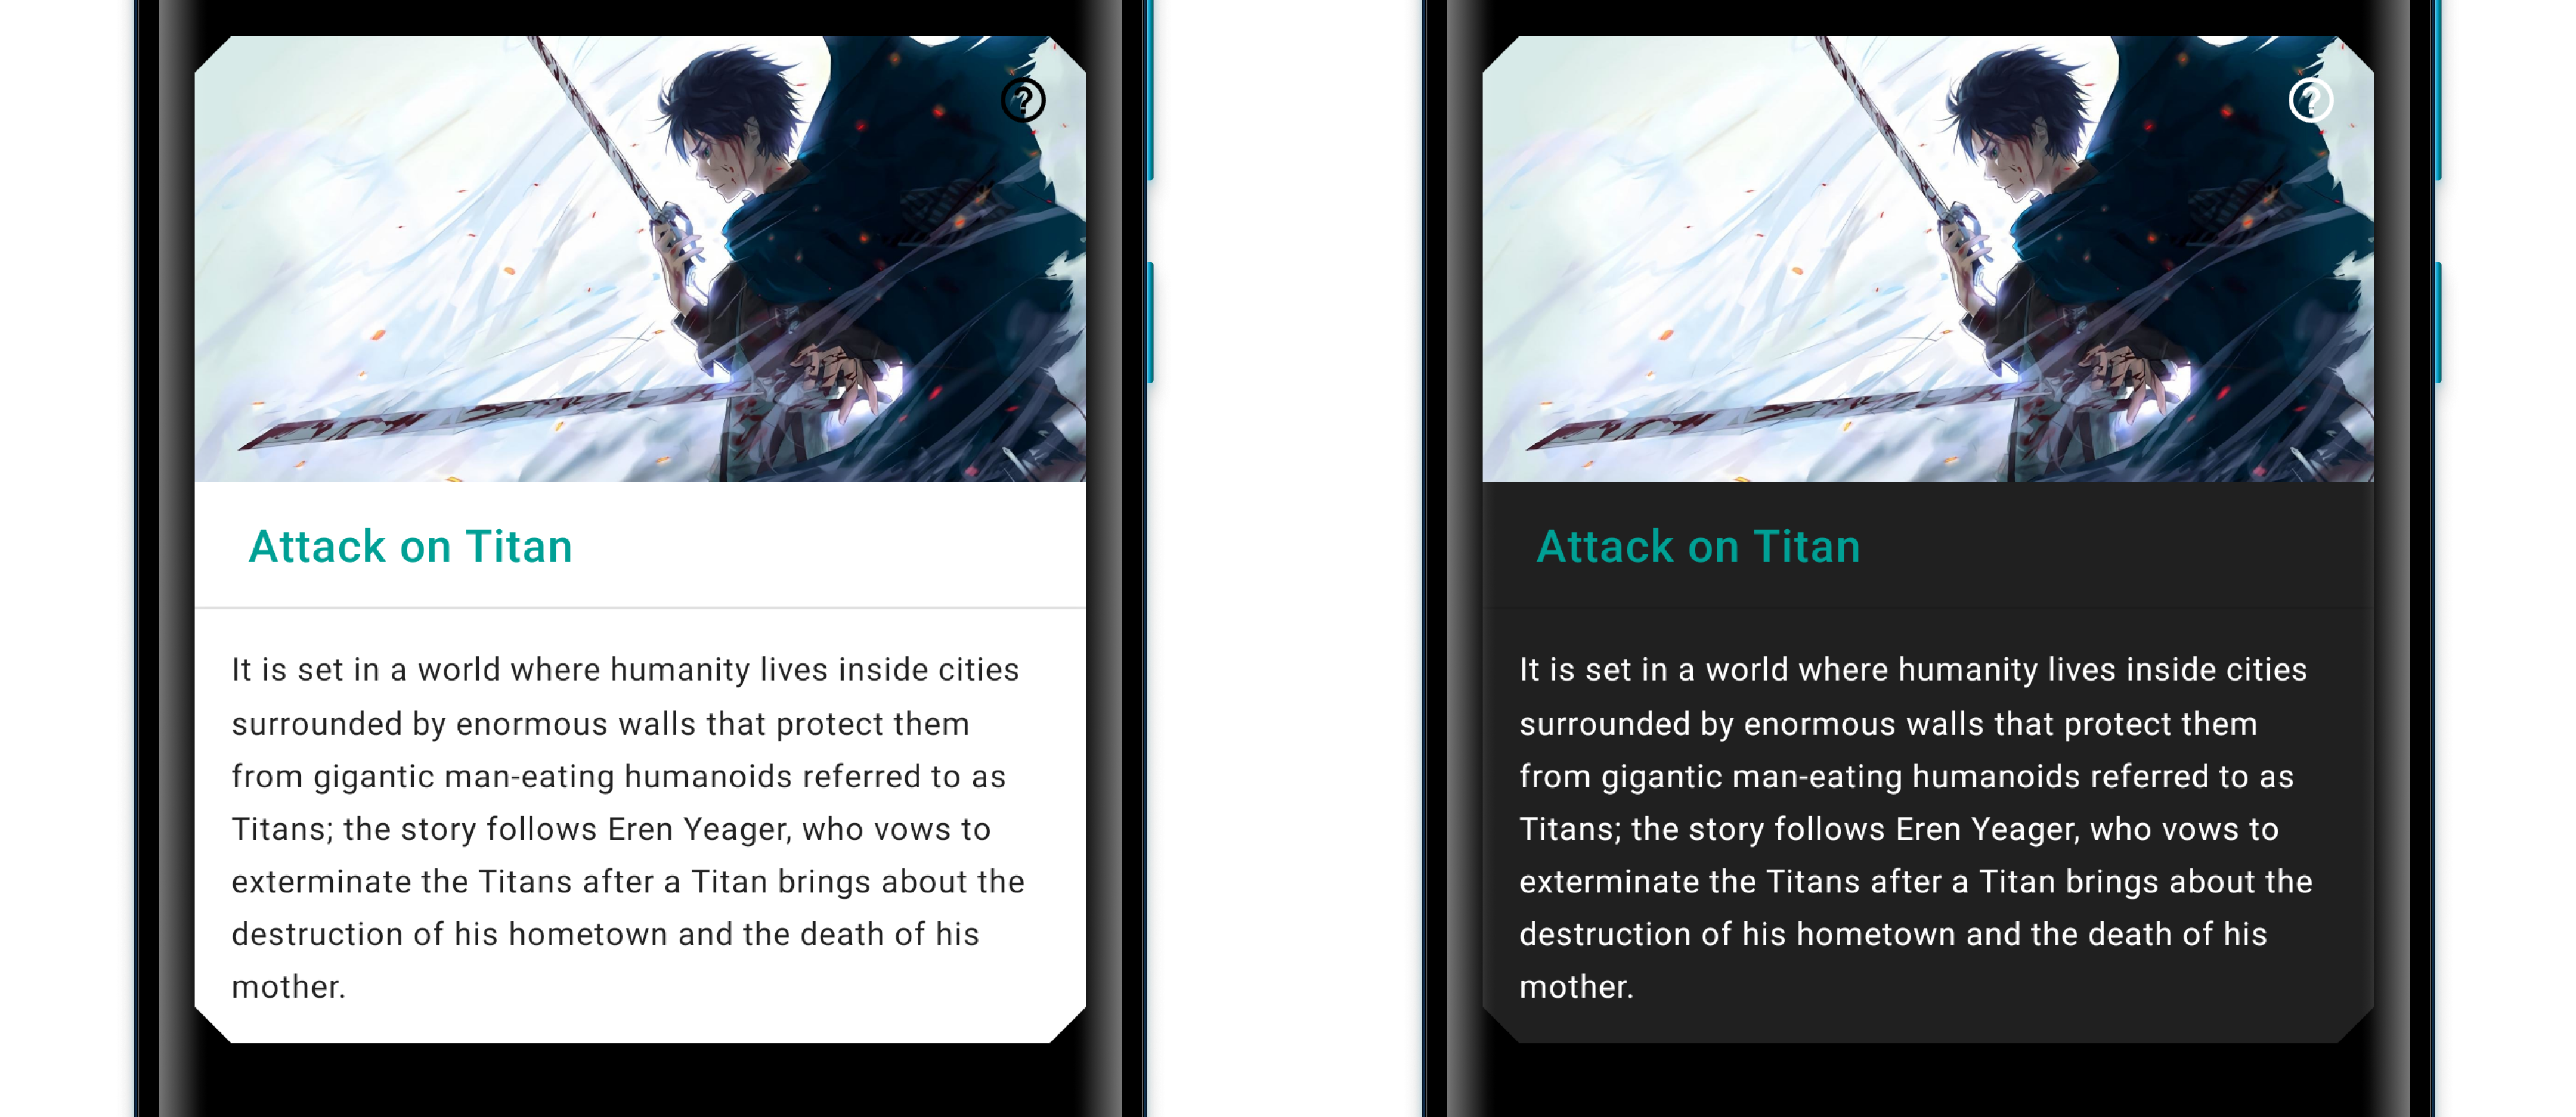 Attack on Titan
It is set in a world where humanity lives inside cities
surrounded by enormous walls that protect them
from gigantic man-eating humanoids referred to as
Titans; the story follows Eren Yeager, who vows to
exterminate the Titans after a Titan brings about the
destruction of his hometown and the death of his
mother.
Attack on Titan
It is set in a world where humanity lives inside cities
surrounded by enormous walls that protect them
from gigantic man-eating humanoids referred to as
Titans; the story follows Eren Yeager, who vows to
exterminate the Titans after a Titan brings about the
destruction of his hometown and the death of his
mother.